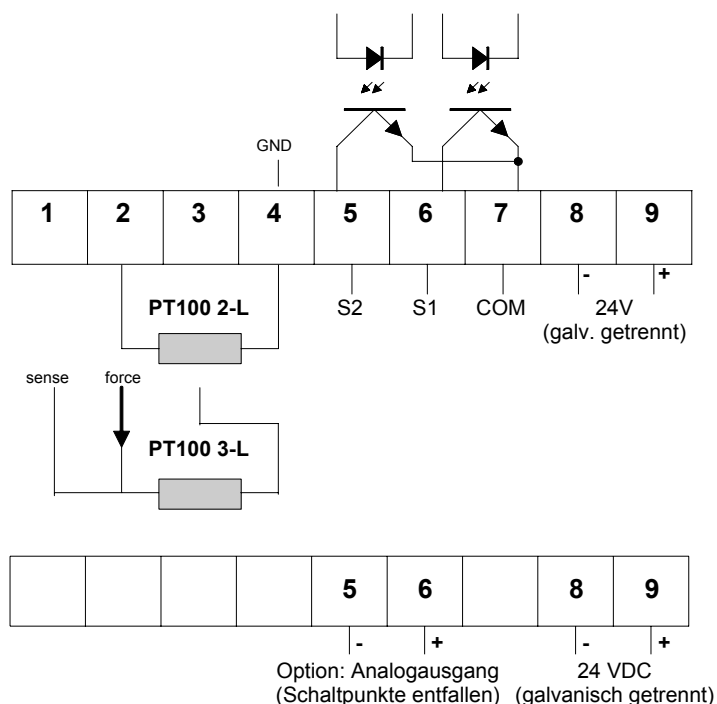 GND
1 2 3 4 5 6 7 8 9
- +
PT100 2-L
S2 S1 COM 24V
(galv. getrennt)
sense force
PT100 3-L
5 6 8 9
- + - +
Option: Analogausgang 24 VDC
(Schaltpunkte entfallen) (galvanisch getrennt)